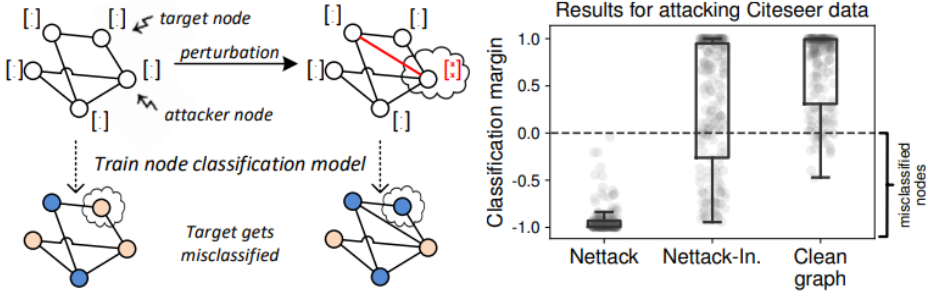 target node
perturbation
attacker node
Train node classification model
Target gets
misclassified
Results for attacking Citeseer data
Classification margin
1.0
0.5
0.0
-0.5
-1.0
Nettack
Nettack-In.
Clean
graph
misclassified
nodes